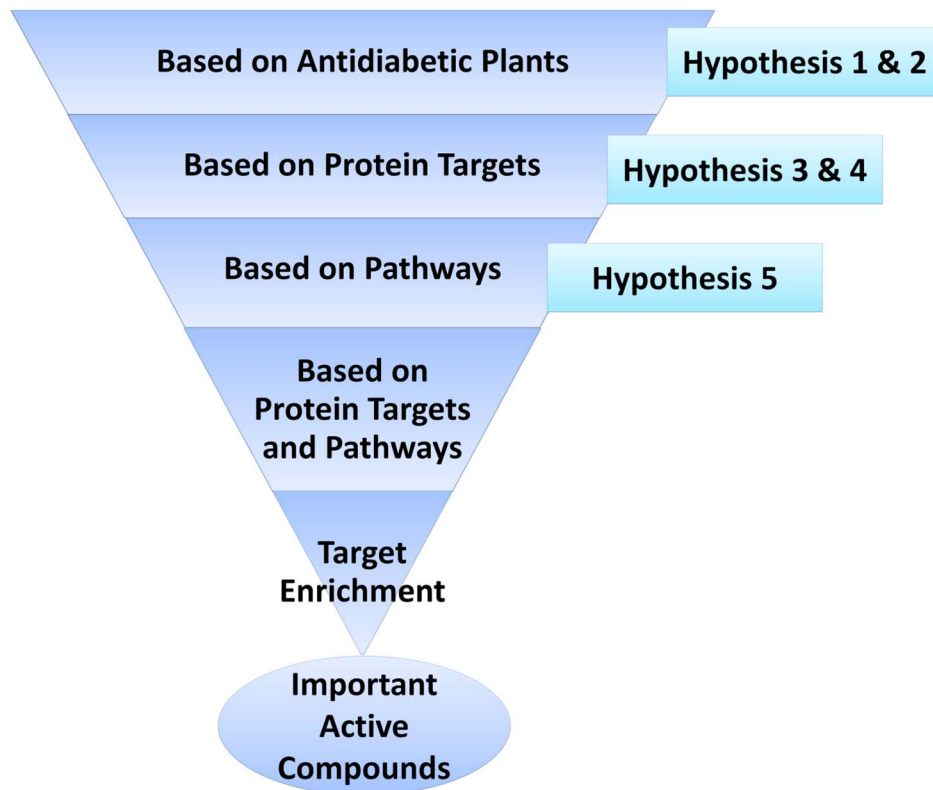 Based on Antidiabetic Plants
Hypothesis 1 & 2
Based on Protein Targets
Hypothesis 3 & 4
Based on Pathways
Hypothesis 5
Based on
Protein Targets
and Pathways
Target
Enrichment
Important
Active
Compounds